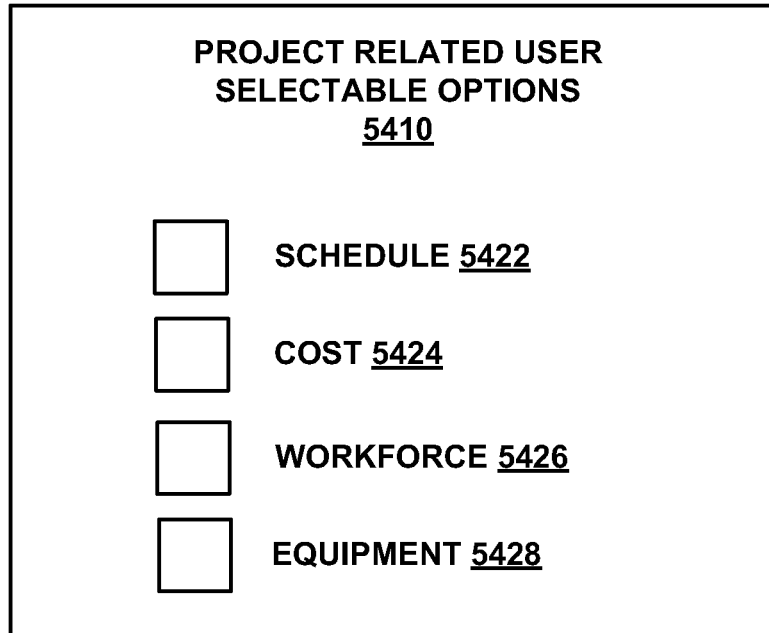 PROJECT RELATED USER
SELECTABLE OPTIONS
5410
SCHEDULE 5422
COST 5424
WORKFORCE 5426
EQUIPMENT 5428